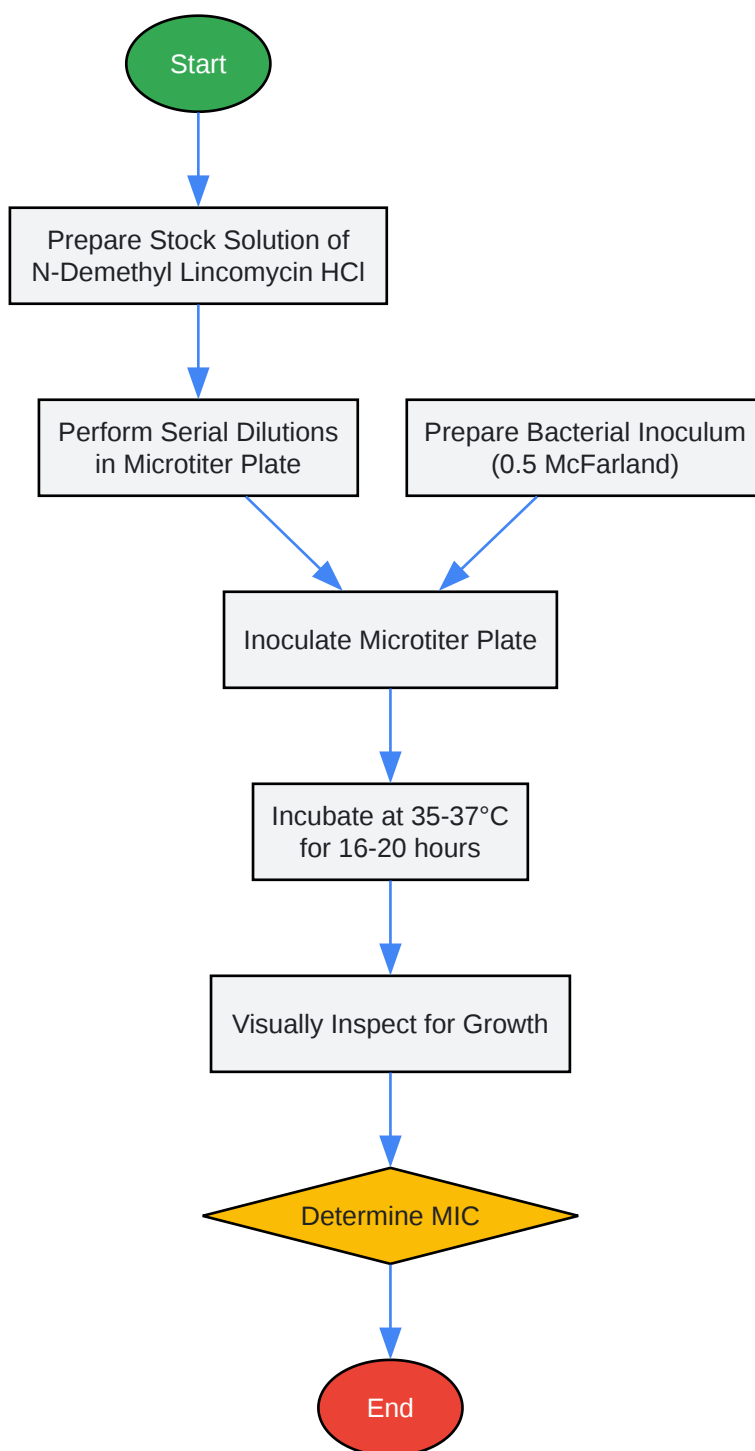 Start
Prepare Stock Solution of
N-Demethyl Lincomycin HCl
Perform Serial Dilutions
in Microtiter Plate
Prepare Bacterial Inoculum
(0.5 McFarland)
Inoculate Microtiter Plate
Incubate at 35-37°C
for 16-20 hours
Visually Inspect for Growth
Determine MIC
End